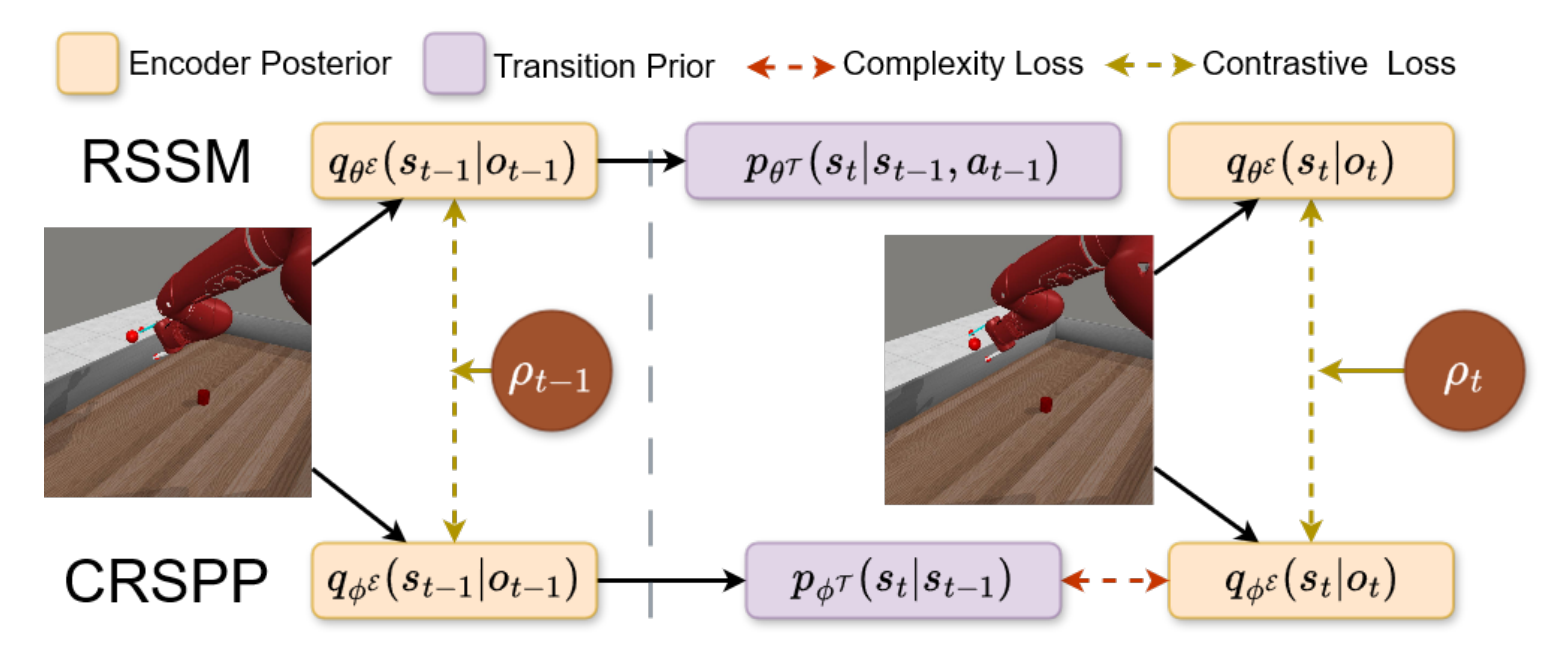 Encoder Posterior Transition Prior Complexity Loss Contrastive Loss
RSSM q_{θ^ℰ}(s_{t−1}|o_{t−1}) p_{θ^𝒯}(s_t|s_{t−1}, a_{t−1}) q_{θ^ℰ}(s_t|o_t)
ρ_{t−1} ρ_t
CRSPP q_{ϕ^ℰ}(s_{t−1}|o_{t−1}) p_{ϕ^𝒯}(s_t|s_{t−1}) q_{ϕ^ℰ}(s_t|o_t)